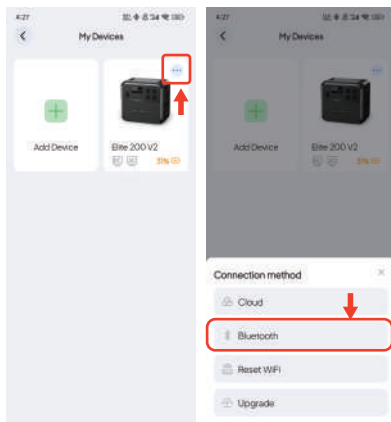 4:27
My Devices
Add Device
Elite 200 V2
31%
4:27
My Devices
Add Device
Elite 200 V2
31%
Connection method
Cloud
Bluetooth
Reset WiFi
Upgrade